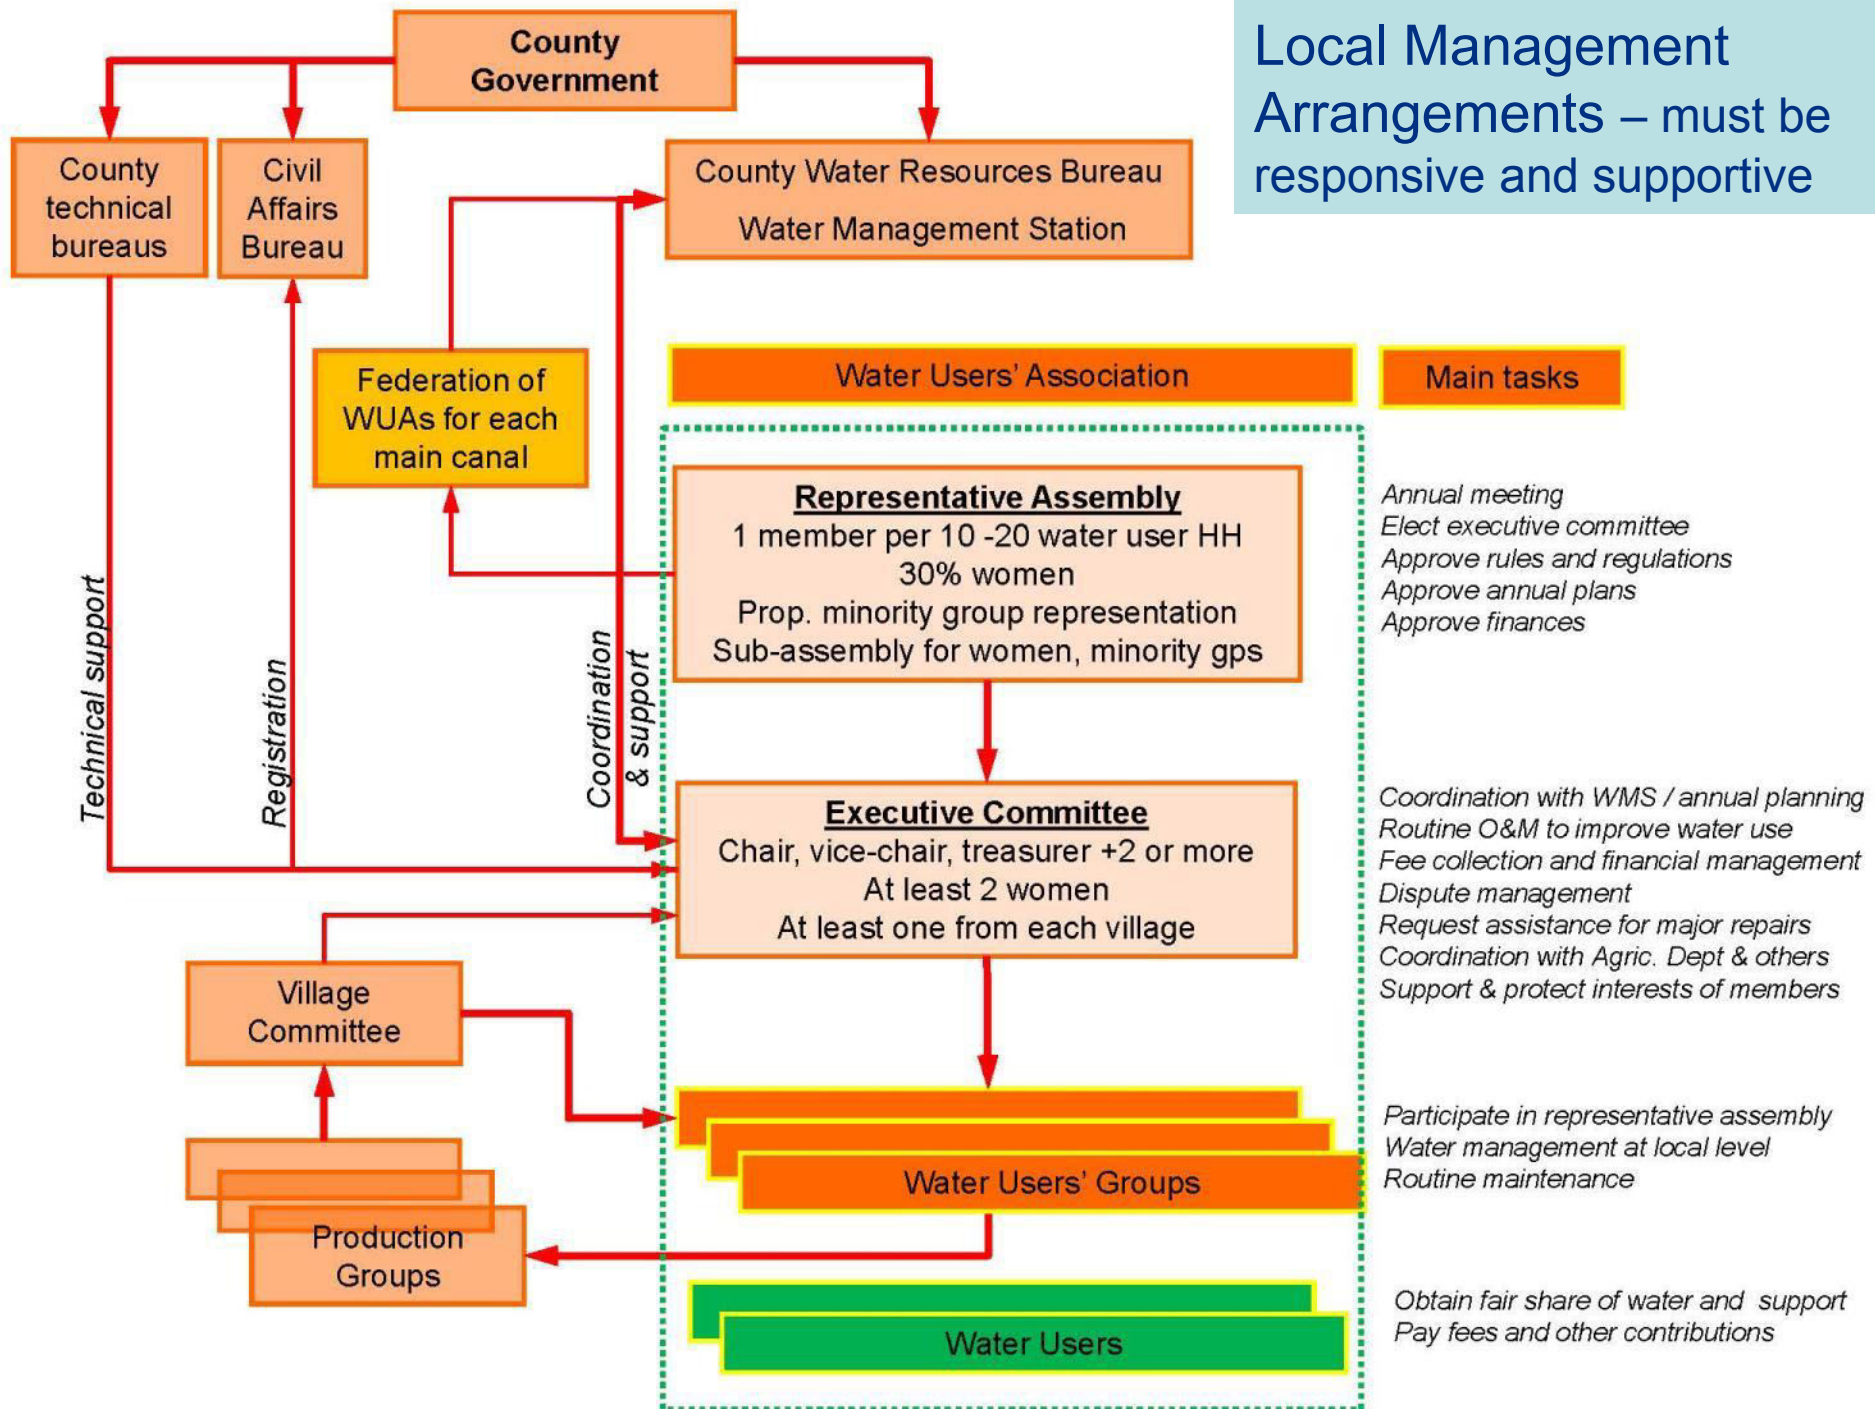 Local Management
Arrangements – must be
responsive and supportive
County
Government
County
technical
bureaus
Civil
Affairs
Bureau
County Water Resources Bureau
Water Management Station
Federation of
WUAs for each
main canal
Water Users' Association
Main tasks
Technical support
Registration
Coordination
& support
Representative Assembly
1 member per 10 -20 water user HH
30% women
Prop. minority group representation
Sub-assembly for women, minority gps
Annual meeting
Elect executive committee
Approve rules and regulations
Approve annual plans
Approve finances
Executive Committee
Chair, vice-chair, treasurer +2 or more
At least 2 women
At least one from each village
Coordination with WMS / annual planning
Routine O&M to improve water use
Fee collection and financial management
Dispute management
Request assistance for major repairs
Coordination with Agric. Dept & others
Support & protect interests of members
Village
Committee
Water Users' Groups
Participate in representative assembly
Water management at local level
Routine maintenance
Production
Groups
Water Users
Obtain fair share of water and  support
Pay fees and other contributions